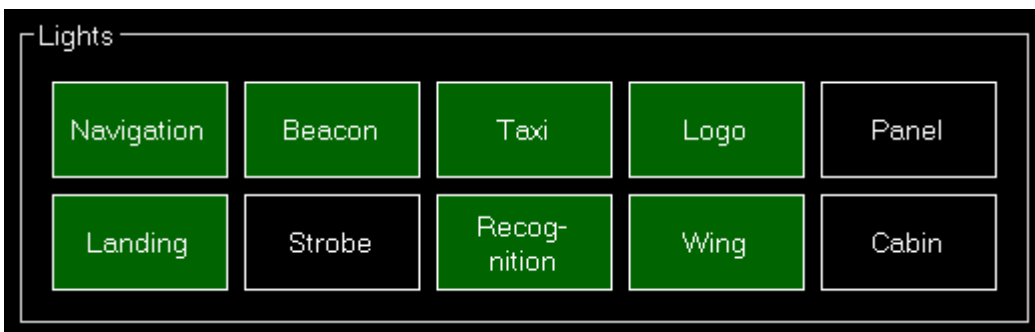 Lights
Navigation
Beacon
Taxi
Logo
Panel
Landing
Strobe
Recog-
nition
Wing
Cabin